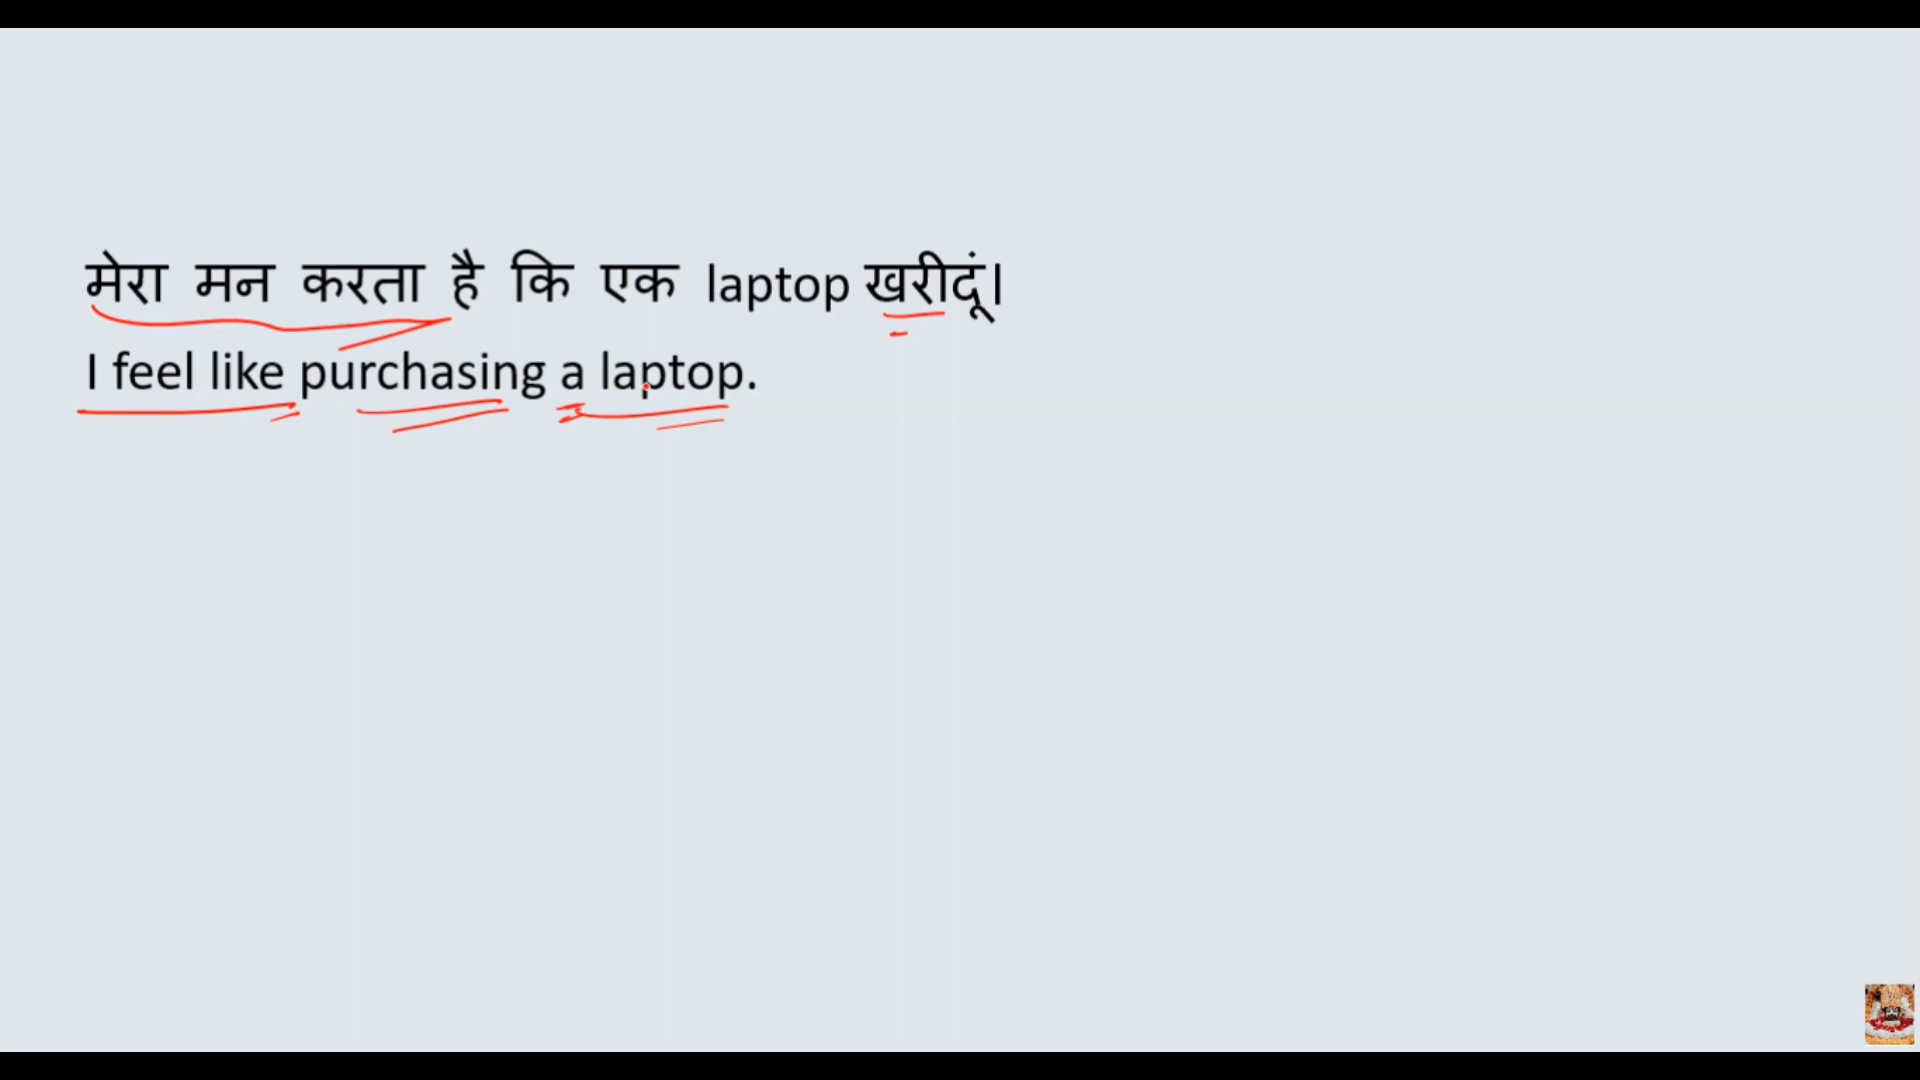 मेरा मन करता है कि एक laptop खरीदूं।
I feel like purchasing a laptop.